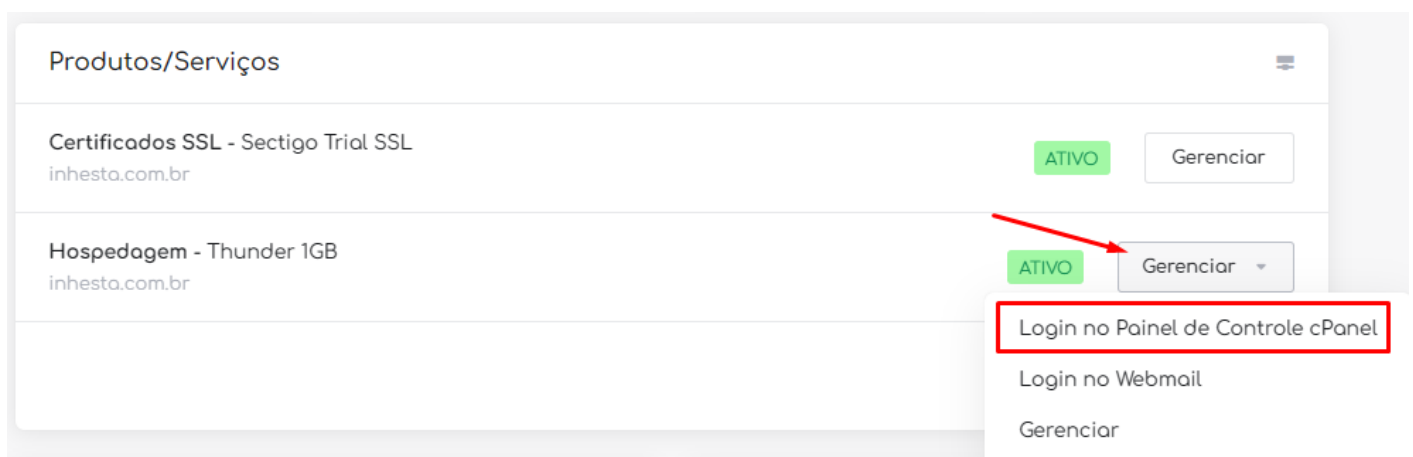 Produtos/Serviços
Certificados SSL - Sectigo Trial SSL
inhesta.com.br
ATIVO
Gerenciar
Hospedagem - Thunder 1GB
inhesta.com.br
ATIVO
Gerenciar
Login no Painel de Controle cPanel
Login no Webmail
Gerenciar